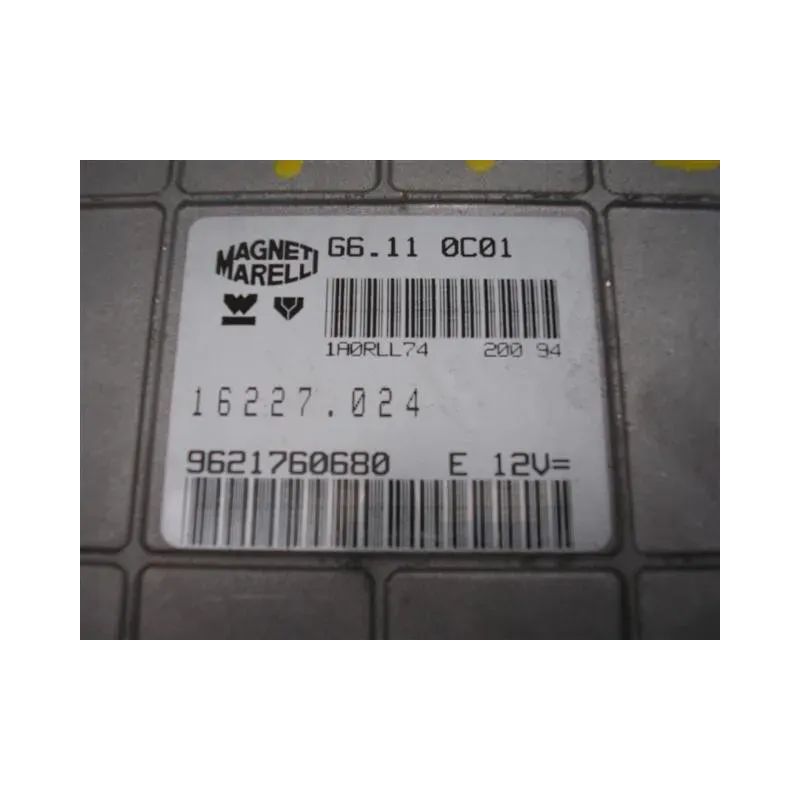 MAGNETI
MARELLI
G6.11 0C01
1A0RLL74 200 94
16227.024
9621760680 E 12V=